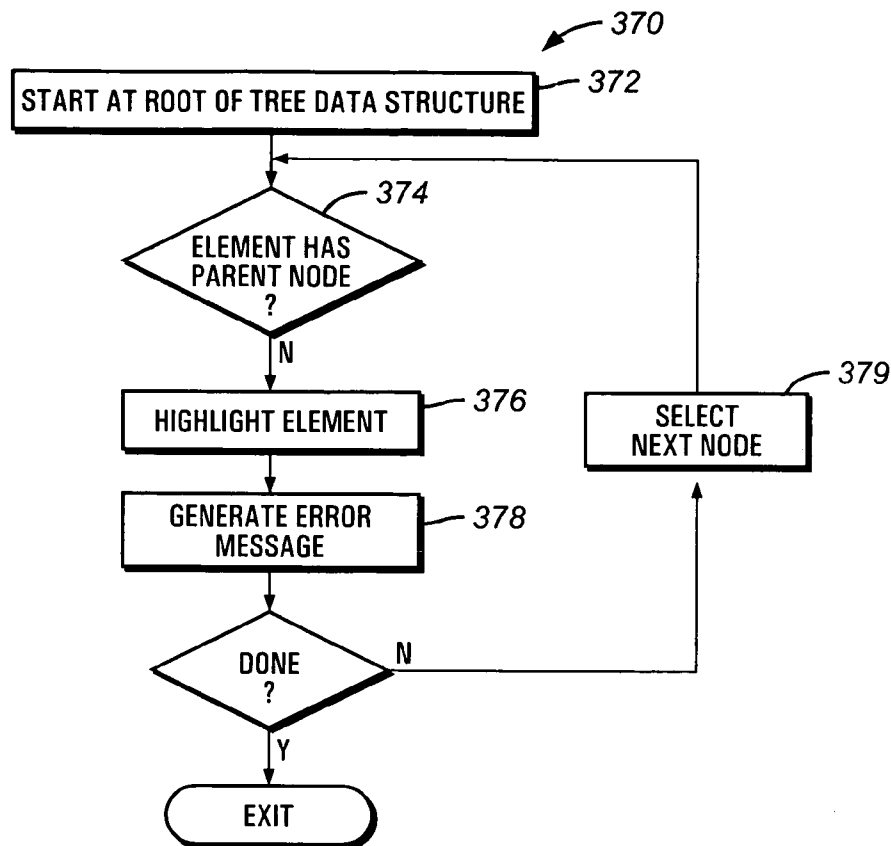 370
START AT ROOT OF TREE DATA STRUCTURE
372
374
ELEMENT HAS
PARENT NODE
?
N
HIGHLIGHT ELEMENT
376
379
SELECT
NEXT NODE
GENERATE ERROR
MESSAGE
378
DONE
?
N
Y
EXIT